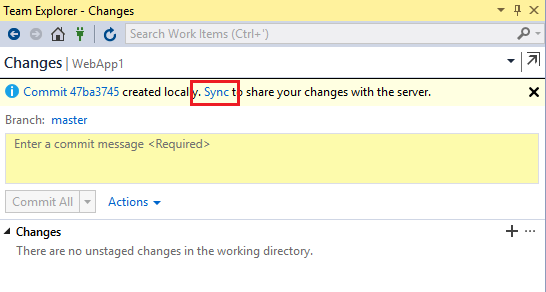 Team Explorer - Changes
Search Work Items (Ctrl+')
Changes | WebApp1
Commit 47ba3745 created locally. Sync to share your changes with the server.
Branch: master
Enter a commit message <Required>
Commit All Actions
Changes
There are no unstaged changes in the working directory.